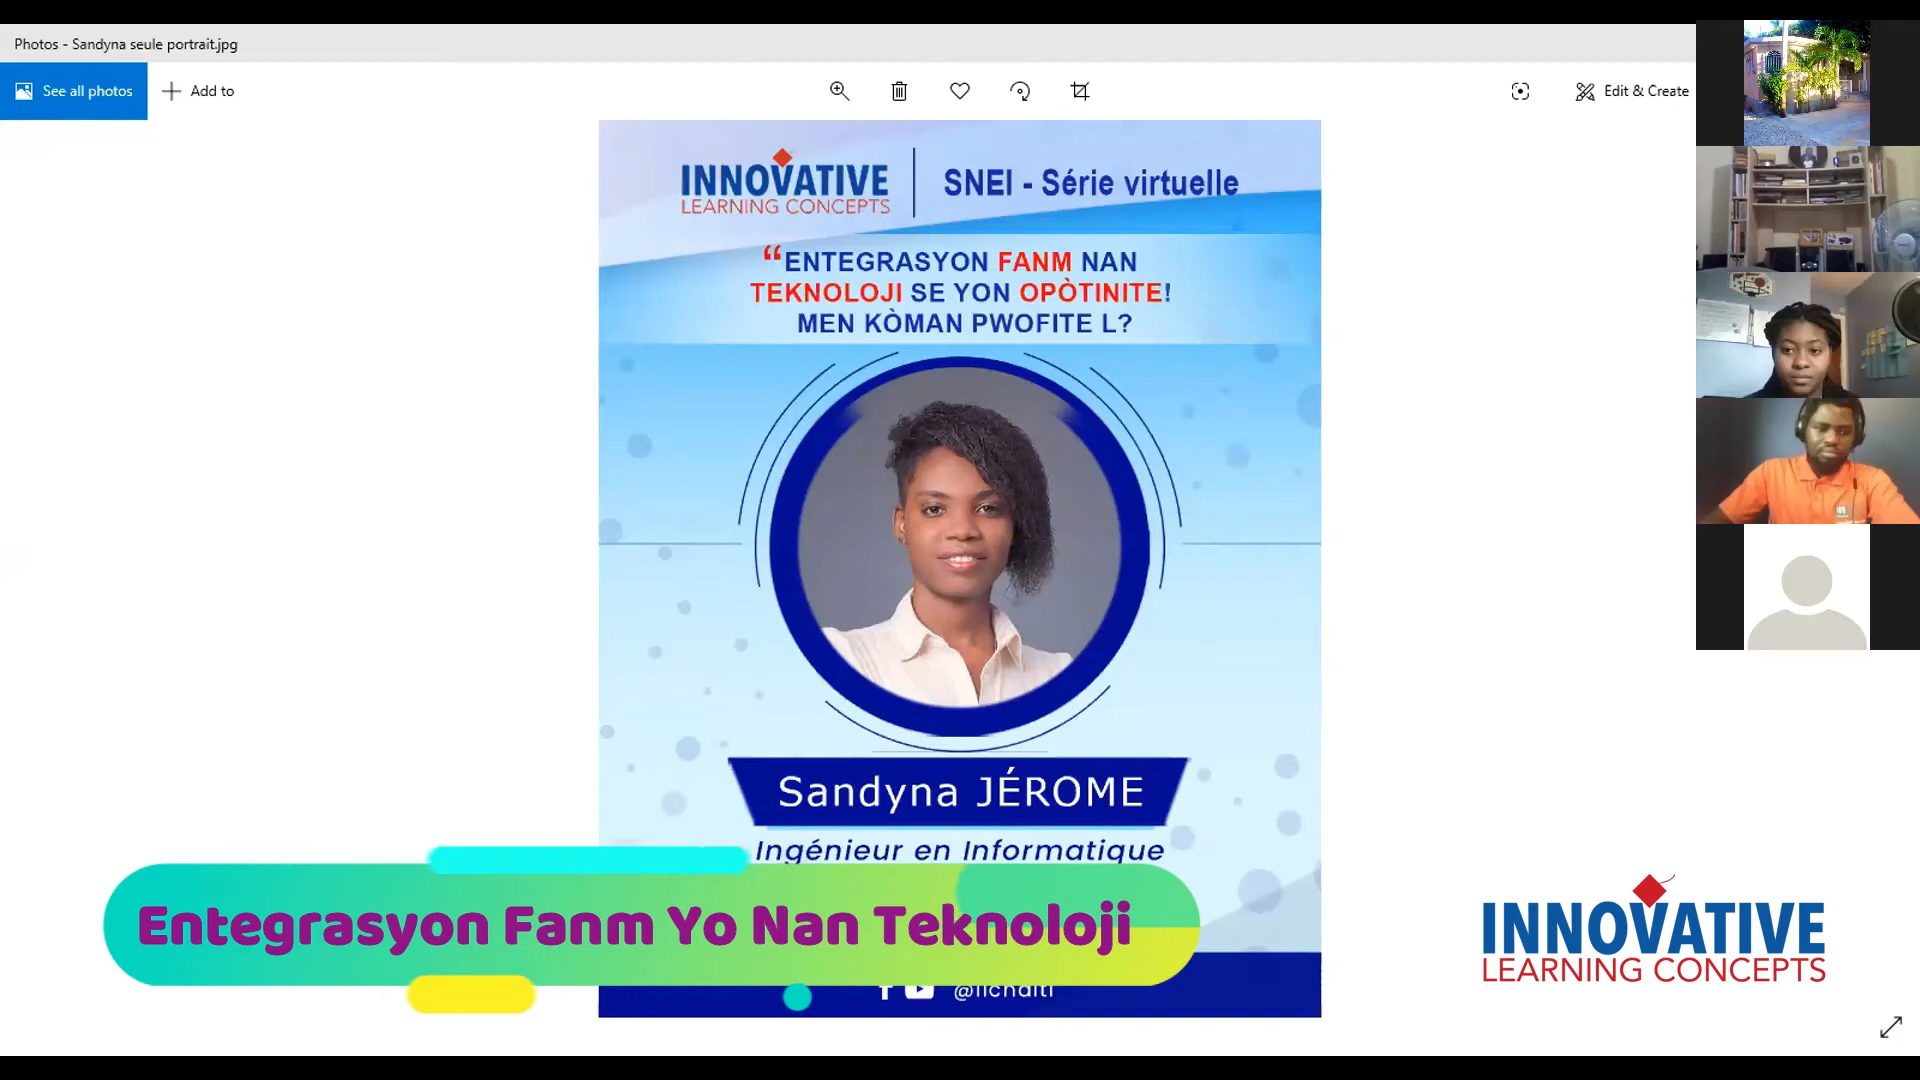 Photos - Sandyna seule portrait.jpg
See all photos
Add to
Edit & Create
INNOVATIVE
LEARNING CONCEPTS
SNEI - Série virtuelle
“ENTEGRASYON FANM NAN
TEKNOLOJI SE YON OPÒTINITE!
MEN KÒMAN PWOFITE L?
Sandyna JÉROME
Ingénieur en Informatique
Entegrasyon Fanm Yo Nan Teknoloji
INNOVATIVE
LEARNING CONCEPTS